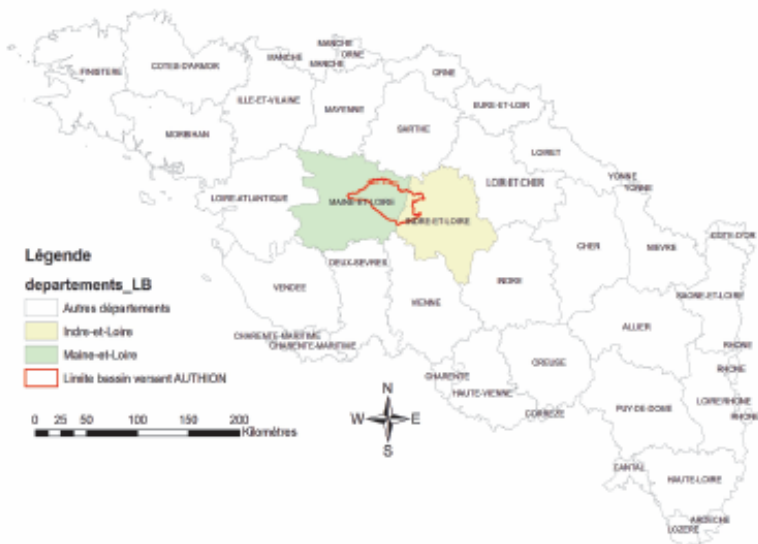 MANCHE
ORNE
MANCHE
MANCHE
COTES-D'ARMOR
FINISTERE
ORNE
ILLE-ET-VILAINE
MAYENNE
EURE-ET-LOIR
MORBIHAN
SARTHE
LOIRET
YONNE
YONNE
LOIR-ET-CHER
LOIRE-ATLANTIQUE
MAINE-ET-LOIRE
INDRE-ET-LOIRE
COTE-D'OR
CHER
NIEVRE
Légende
DEUX-SEVRES
INDRE
departements_LB
VENDEE
VIENNE
SAONE-ET-LOIRE
Autres départements
ALLIER
Indre-et-Loire
CHARENTE-MARITIME
CHARENTE-MARITIME
RHONE
Maine-et-Loire
CREUSE
RHONE
Limite bassin versant AUTHION
CHARENTE
HAUTE-VIENNE
N
LOIRE
RHONE
RHONE
PUY-DE-DOME
CORREZE
0 25 50 100 150 200
W E
Kilomètres
S
CANTAL
HAUTE-LOIRE
ARDECHE
LOZERE